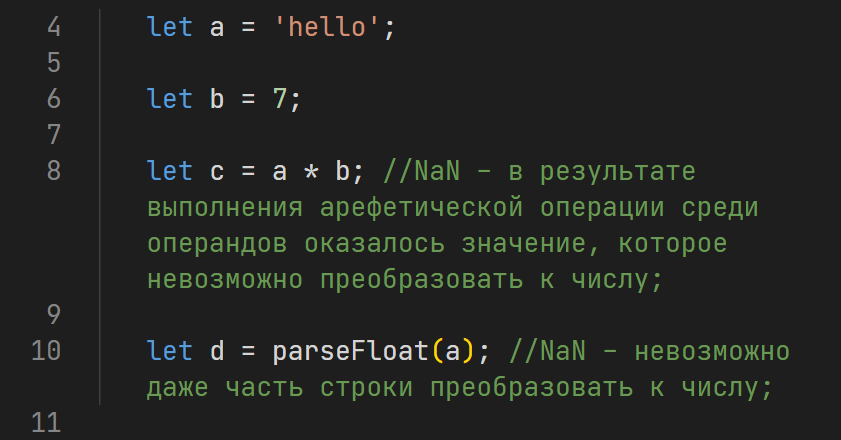 4 let a = 'hello';
5
6 let b = 7;
7
8 let c = a * b; //NaN - в результате
выполнения арефетической операции среди
операндов оказалось значение, которое
невозможно преобразовать к числу;
9
10 let d = parseFloat(a); //NaN - невозможно
даже часть строки преобразовать к числу;
11